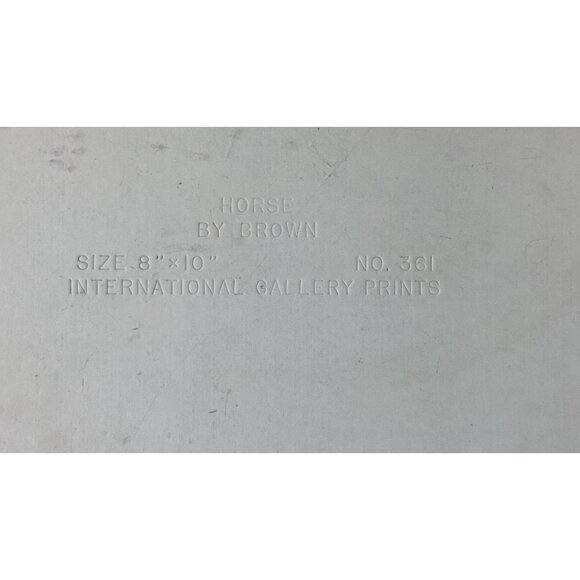 HORSE
BY BROWN
SIZE 8"×10" NO. 361
INTERNATIONAL GALLERY PRINTS